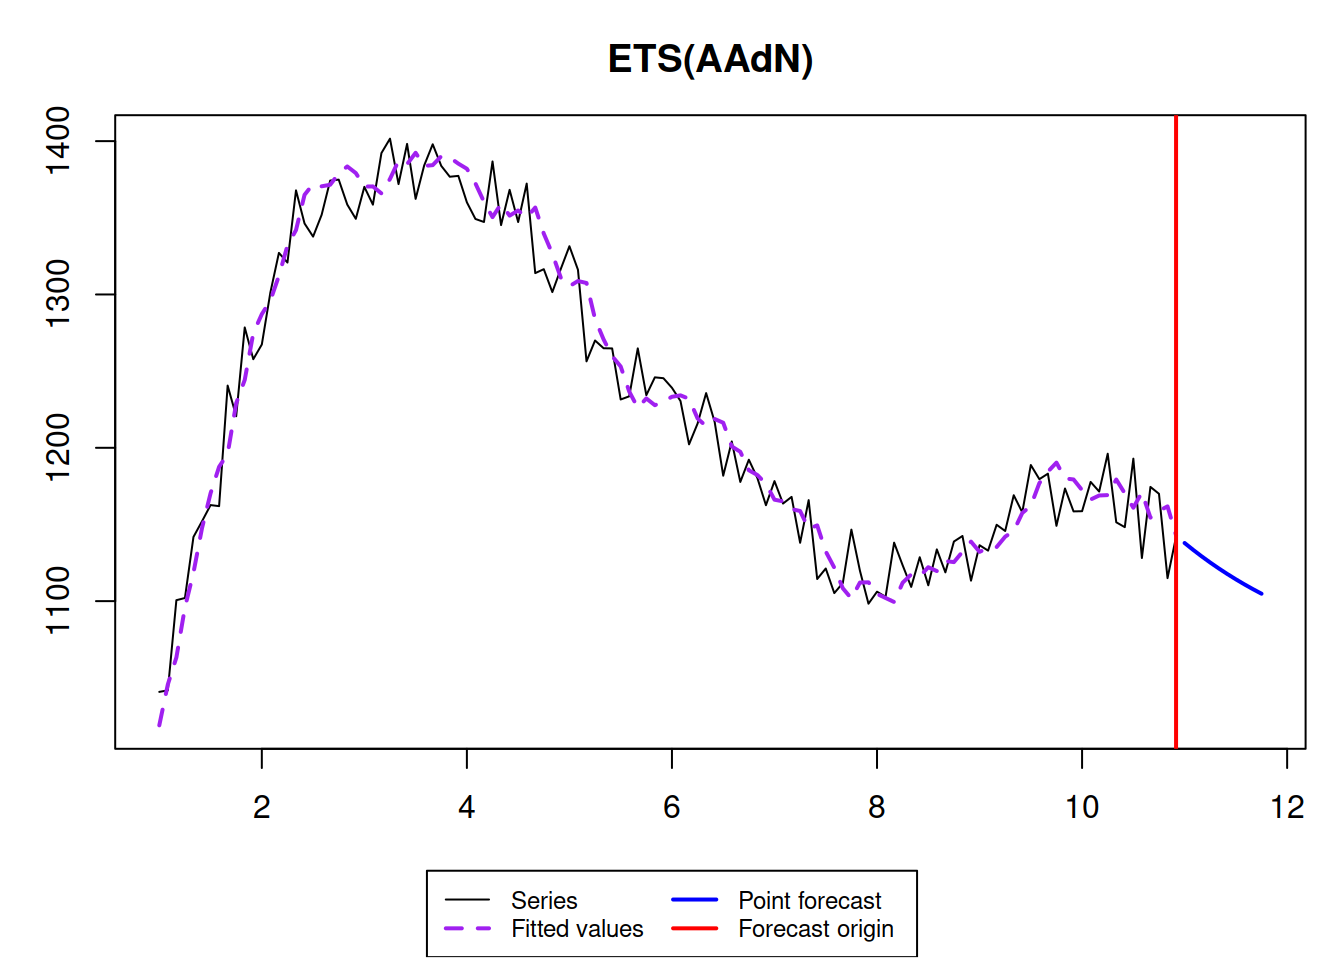 ETS(AAdN)
1400
1300
1200
1100
2 4 6 8 10 12
Series Point forecast
Fitted values Forecast origin